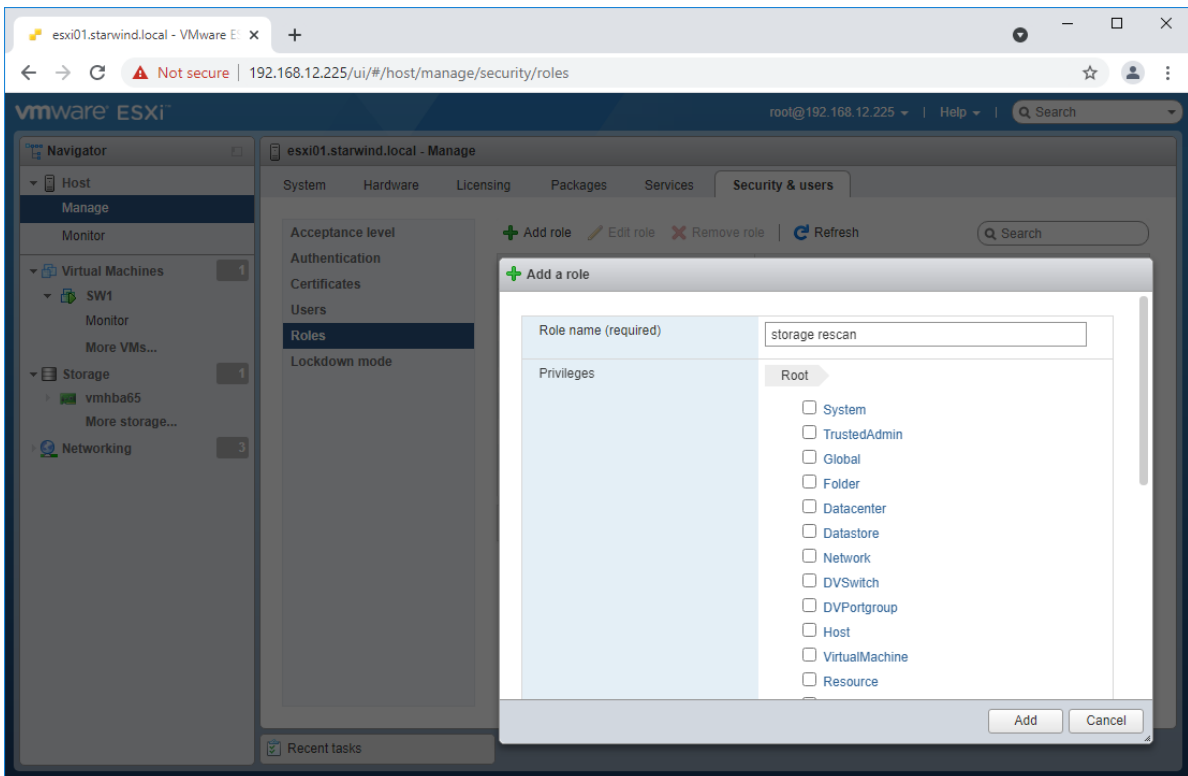 esxi01.starwind.local - VMware ES
Not secure | 192.168.12.225/ui/#/host/manage/security/roles
vmware ESXi™
root@192.168.12.225 | Help | Search
Navigator
esxi01.starwind.local - Manage
Host
System Hardware Licensing Packages Services Security & users
Manage
Monitor
Acceptance level
Add role Edit role Remove role | Refresh
Search
Authentication
Virtual Machines 1
Certificates
Add a role
SW1
Users
Monitor
Role name (required) storage rescan
Roles
More VMs...
Lockdown mode
Storage 1
Privileges Root
vmhba65
System
More storage...
TrustedAdmin
Networking 3
Global
Folder
Datacenter
Datastore
Network
DVSwitch
DVPortgroup
Host
VirtualMachine
Resource
Add Cancel
Recent tasks